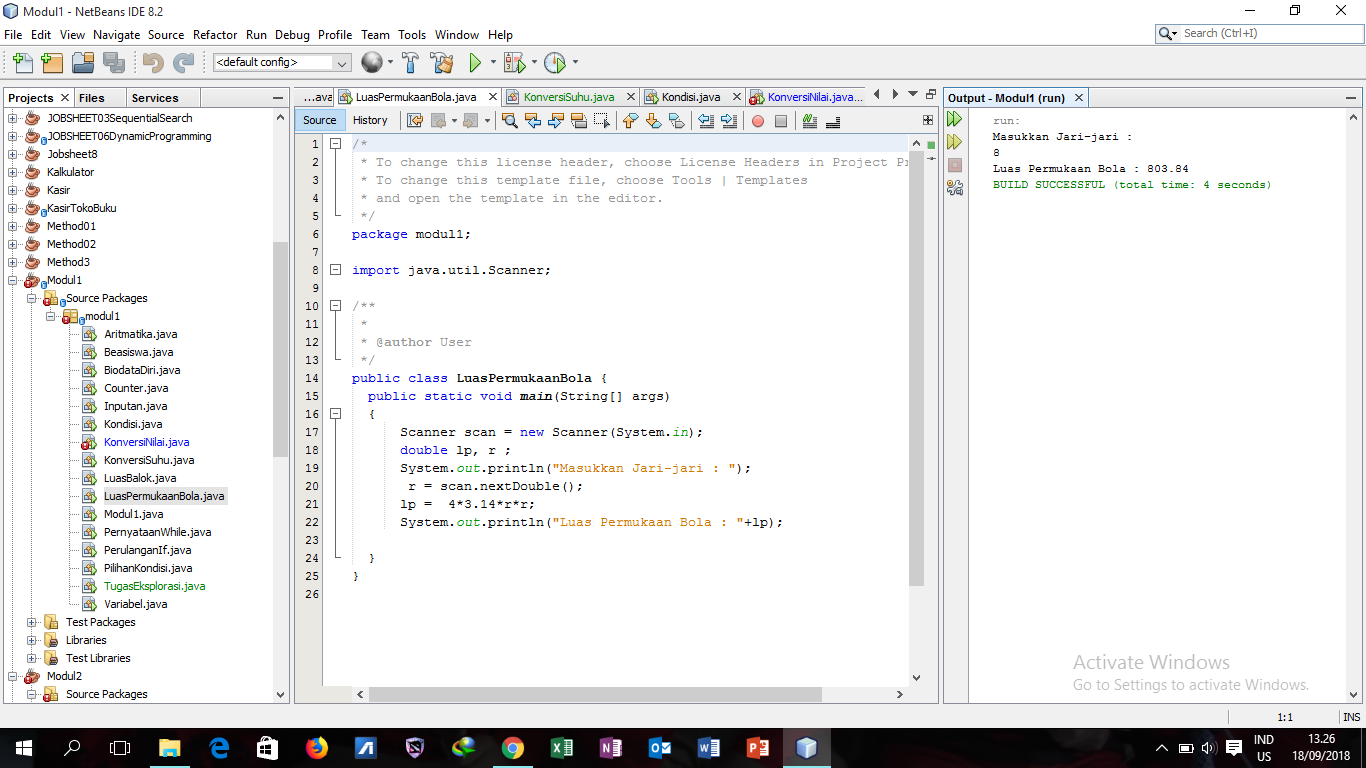 Modul1 - NetBeans IDE 8.2
File Edit View Navigate Source Refactor Run Debug Profile Team Tools Window Help
Search (Ctrl+I)
<default config>
Projects
Files
Services
JOBSHEET03SequentialSearch
JOBSHEET06DynamicProgramming
Jobsheet8
Kalkulator
Kasir
KasirTokoBuku
Method01
Method02
Method3
Modul1
Source Packages
modul1
Aritmatika.java
Beasiswa.java
BiodataDiri.java
Counter.java
Inputan.java
Kondisi.java
KonversiNilai.java
KonversiSuhu.java
LuasBalok.java
LuasPermukaanBola.java
Modul1.java
PernyataanWhile.java
PerulanganIf.java
PilihanKondisi.java
TugasEksplorasi.java
Variabel.java
Test Packages
Libraries
Test Libraries
Modul2
Source Packages
...ava LuasPermukaanBola.java KonversiSuhu.java Kondisi.java KonversiNilai.java...
Source History
1 /*
2 * To change this license header, choose License Headers in Project Pr
3 * To change this template file, choose Tools | Templates
4 * and open the template in the editor.
5 */
6 package modul1;
7
8 import java.util.Scanner;
9
10 /**
11 *
12 * @author User
13 */
14 public class LuasPermukaanBola {
15 public static void main(String[] args)
16 {
17 Scanner scan = new Scanner(System.in);
18 double lp, r ;
19 System.out.println("Masukkan Jari-jari : ");
20 r = scan.nextDouble();
21 lp = 4*3.14*r*r;
22 System.out.println("Luas Permukaan Bola : "+lp);
23
24 }
25 }
26
Output - Modul1 (run)
run:
Masukkan Jari-jari :
8
Luas Permukaan Bola : 803.84
BUILD SUCCESSFUL (total time: 4 seconds)
Activate Windows
Go to Settings to activate Windows.
1:1 INS
IND
US
13.26
18/09/2018